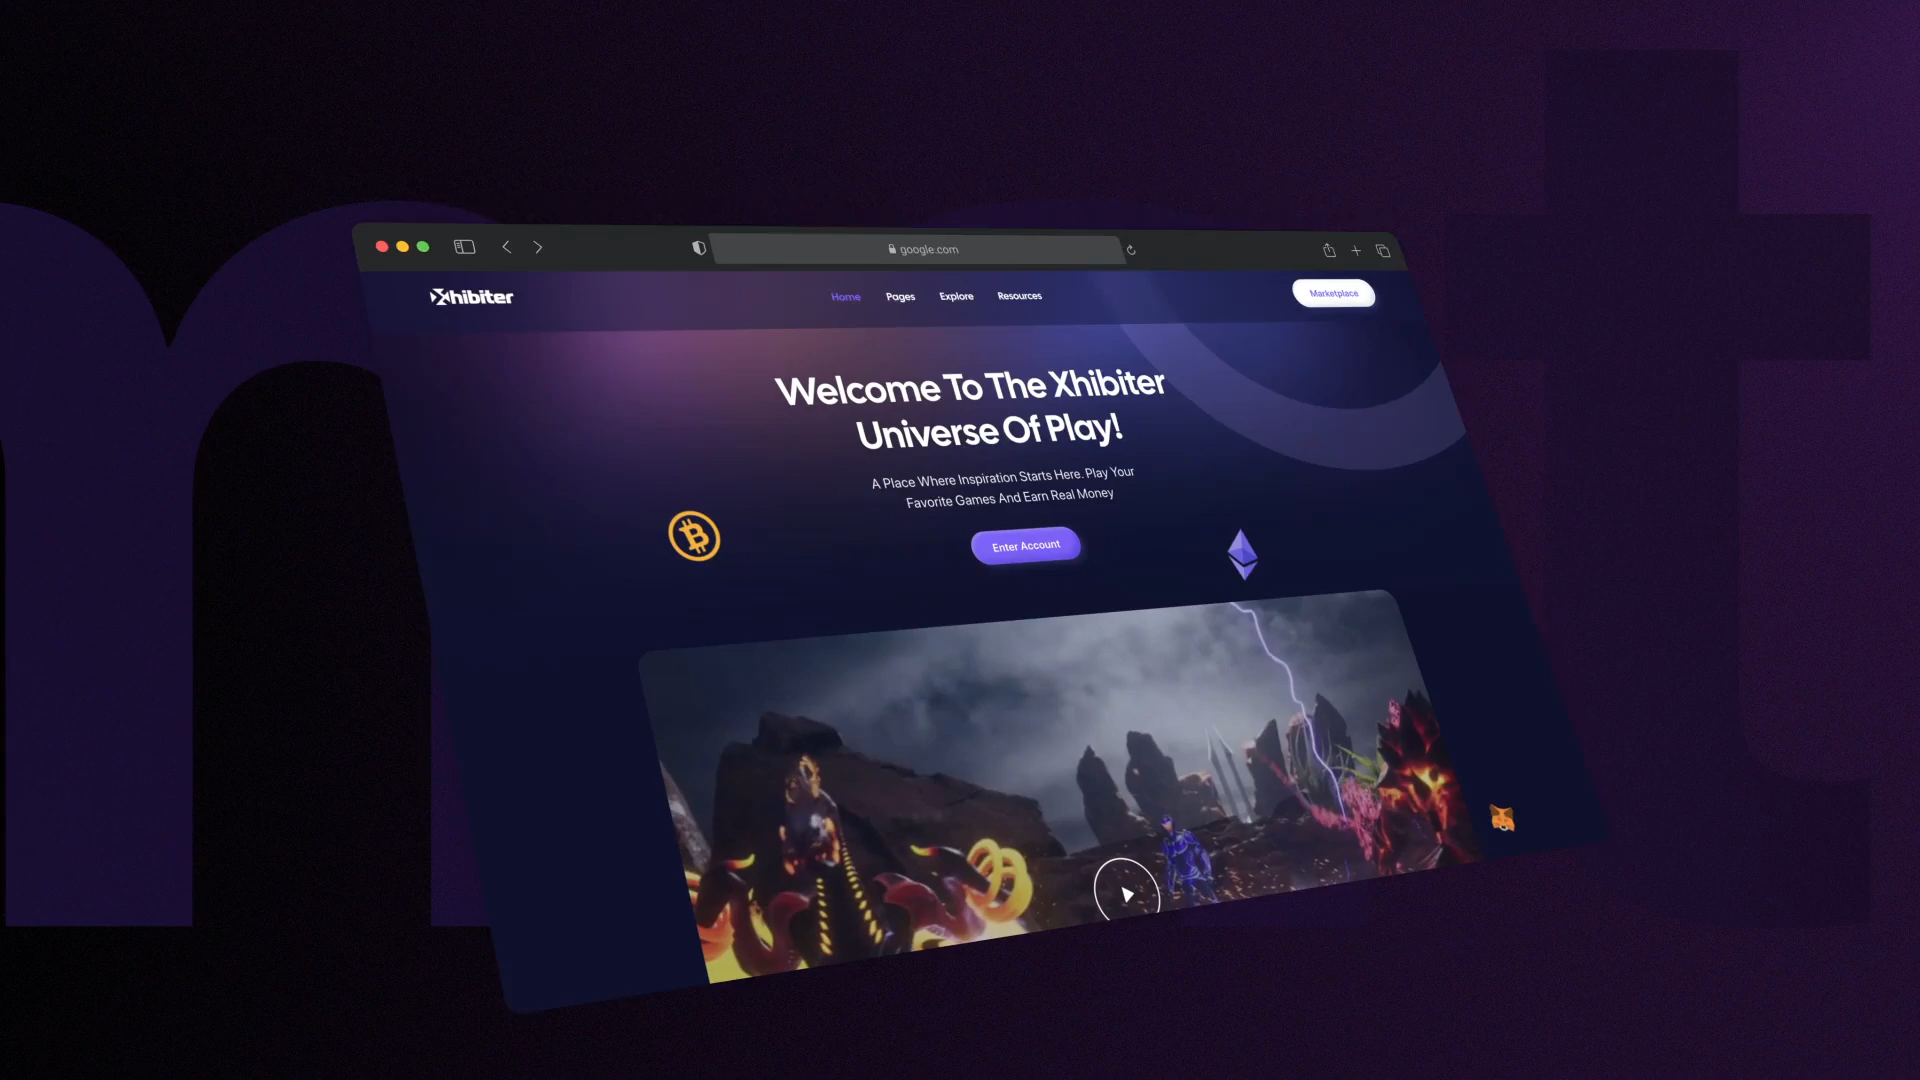 google.com
Xhibiter
Home Pages Explore Resources
Marketplace
Welcome To The Xhibiter
Universe Of Play!
A Place Where Inspiration Starts Here. Play Your
Favorite Games And Earn Real Money
Enter Account